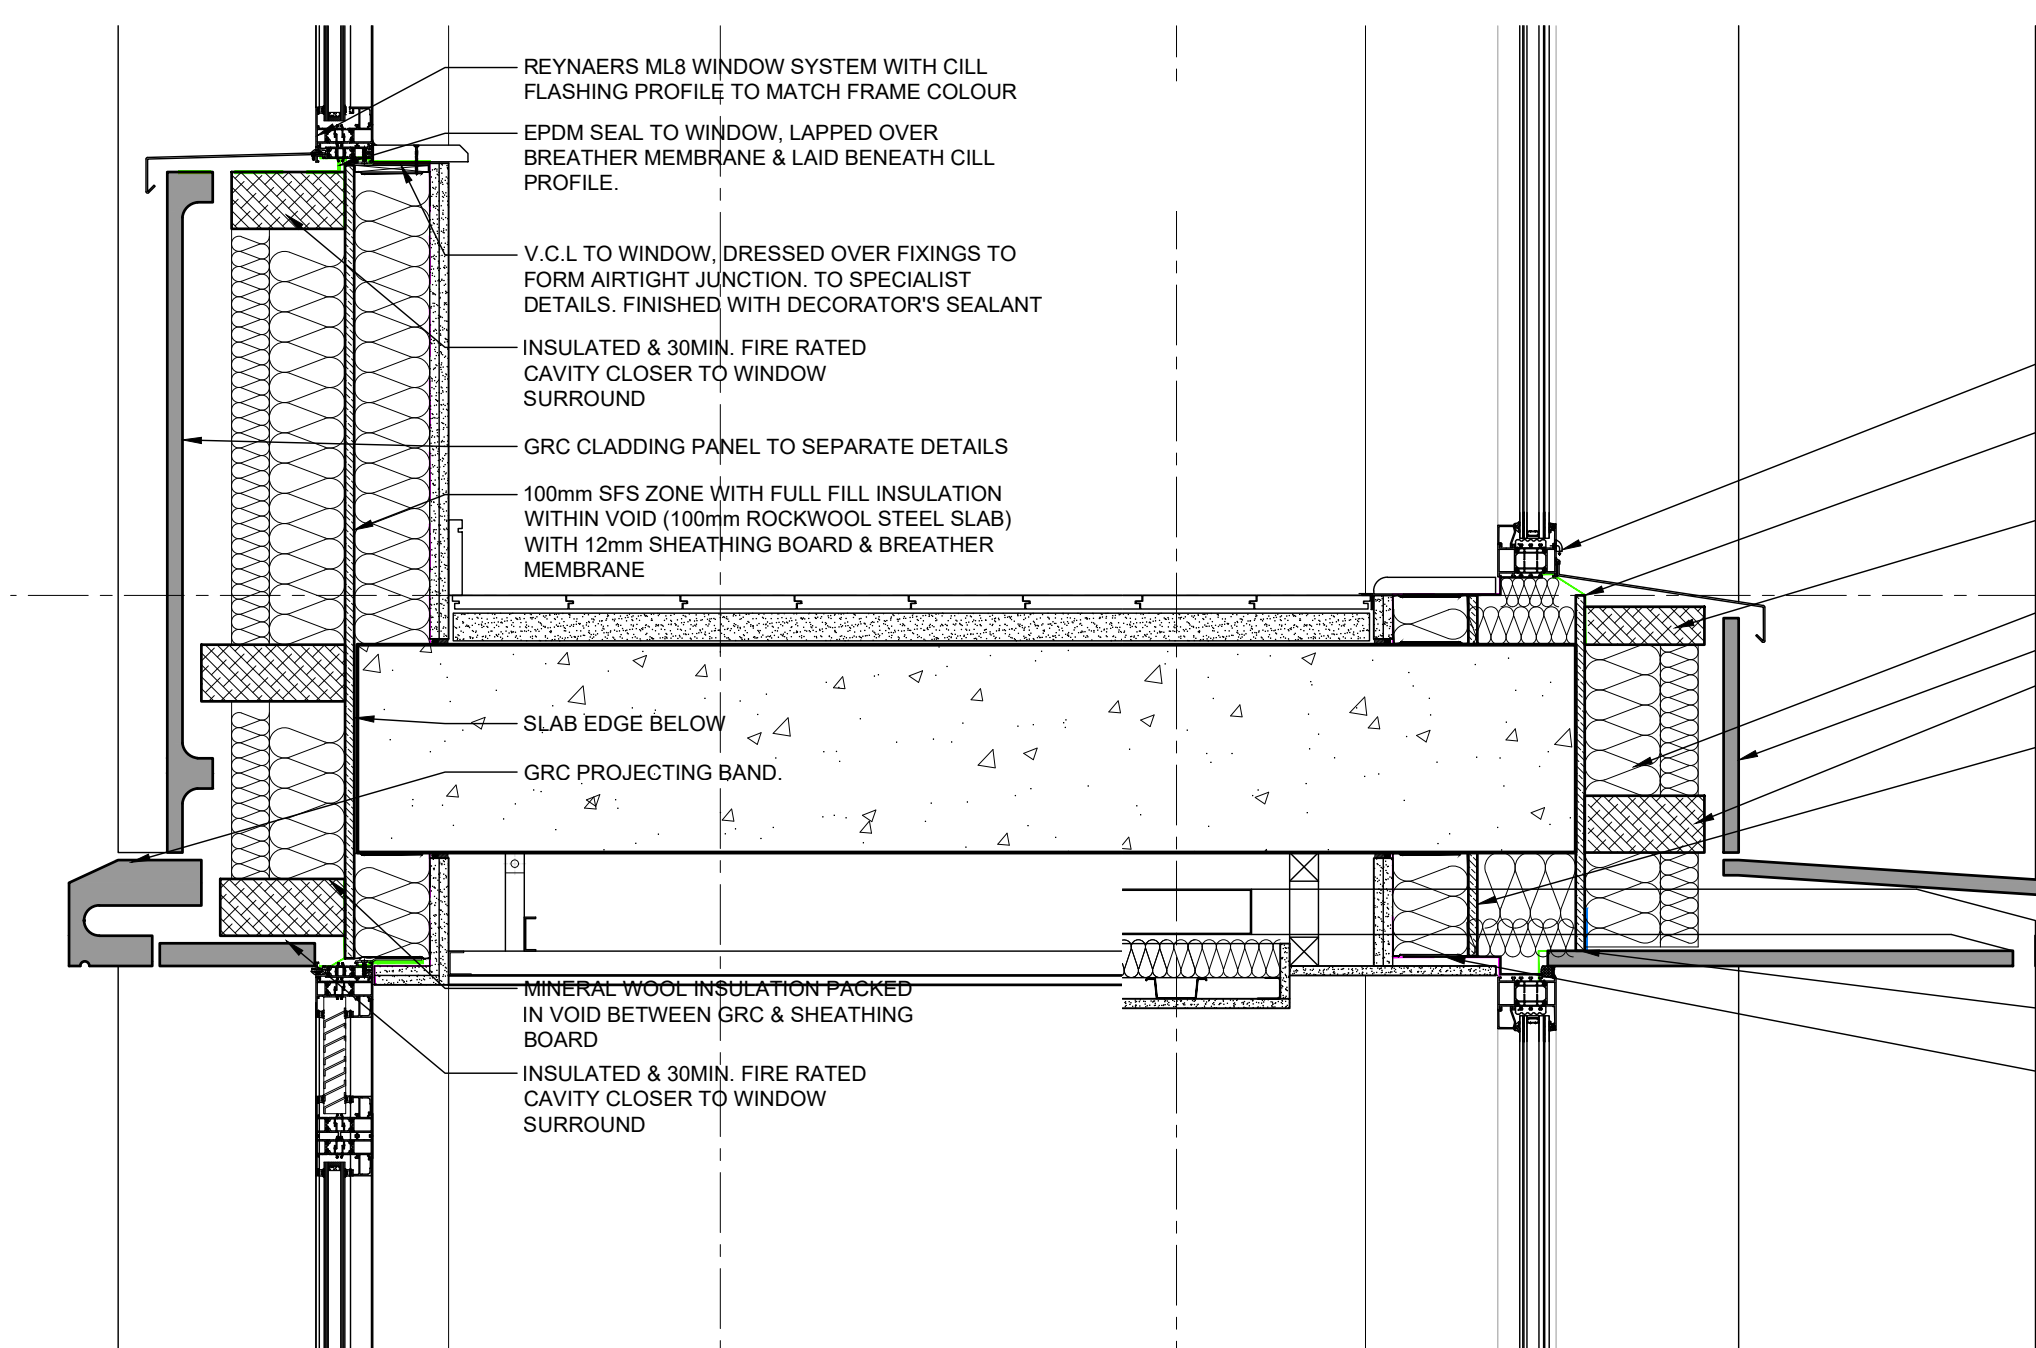 REYNAERS ML8 WINDOW SYSTEM WITH CILL
FLASHING PROFILE TO MATCH FRAME COLOUR
EPDM SEAL TO WINDOW, LAPPED OVER
BREATHER MEMBRANE & LAID BENEATH CILL
PROFILE.
V.C.L TO WINDOW, DRESSED OVER FIXINGS TO
FORM AIRTIGHT JUNCTION. TO SPECIALIST
DETAILS. FINISHED WITH DECORATOR'S SEALANT
INSULATED & 30MIN. FIRE RATED
CAVITY CLOSER TO WINDOW
SURROUND
GRC CLADDING PANEL TO SEPARATE DETAILS
100mm SFS ZONE WITH FULL FILL INSULATION
WITHIN VOID (100mm ROCKWOOL STEEL SLAB)
WITH 12mm SHEATHING BOARD & BREATHER
MEMBRANE
SLAB EDGE BELOW
GRC PROJECTING BAND.
MINERAL WOOL INSULATION PACKED
IN VOID BETWEEN GRC & SHEATHING
BOARD
INSULATED & 30MIN. FIRE RATED
CAVITY CLOSER TO WINDOW
SURROUND